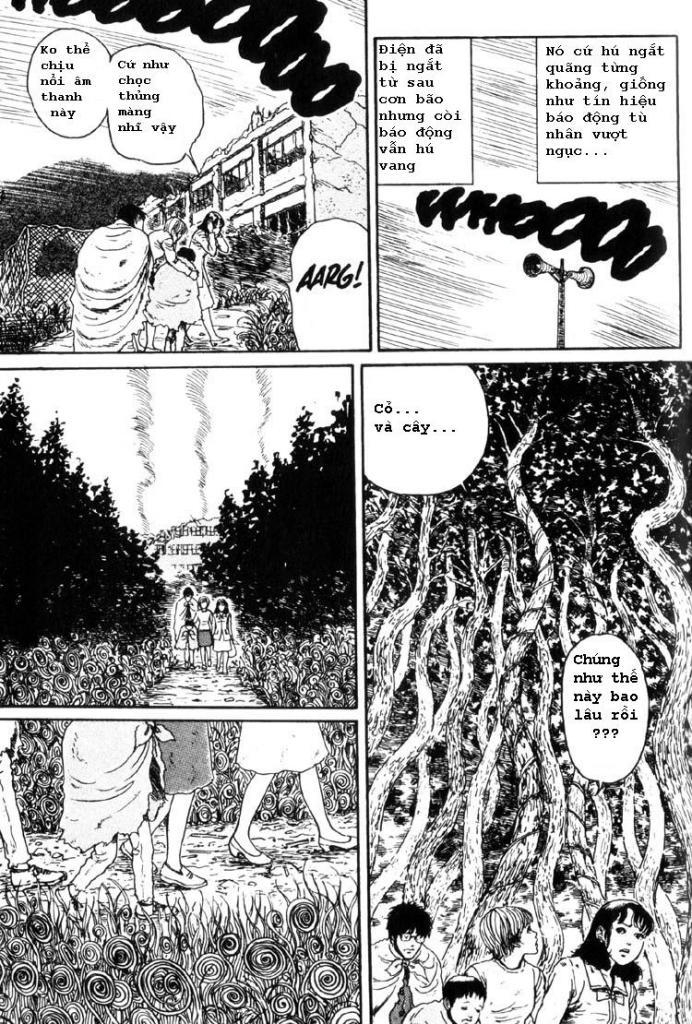 Nó cứ hú ngắt
quãng từng
khoảng, giống
như tín hiệu
báo động tù
nhân vượt
ngục...
Điện đã
bị ngắt
từ sau
cơn bão
nhưng còi
báo động
vẫn hú
vang
WHOOOOO
WHOOOOOO
Cứ như
chọc
thủng
màng
nhĩ vậy
Ko thể
chịu
nổi âm
thanh
này
AARG!
Cỏ...
và cây...
Chúng
như thế
này bao
lâu rồi
???